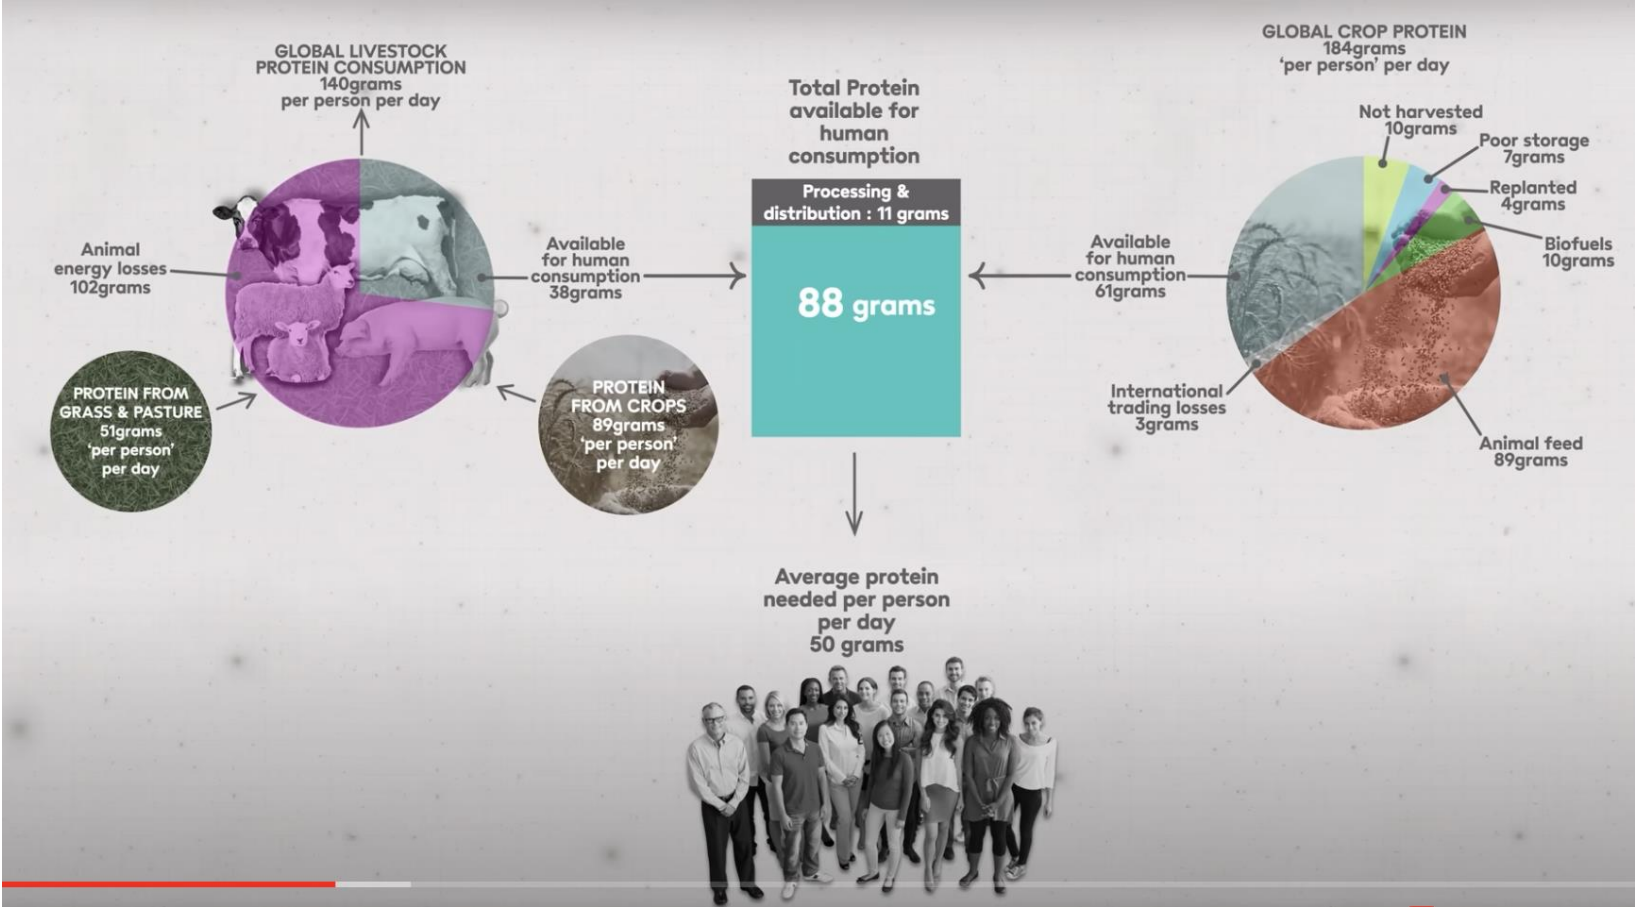 GLOBAL LIVESTOCK
PROTEIN CONSUMPTION
140grams
per person per day
Animal
energy losses
102grams
Available
for human
consumption
38grams
PROTEIN FROM
GRASS & PASTURE
51grams
'per person'
per day
PROTEIN
FROM CROPS
89grams
'per person'
per day
Total Protein
available for
human
consumption
Processing &
distribution : 11 grams
88 grams
Average protein
needed per person
per day
50 grams
GLOBAL CROP PROTEIN
184grams
'per person' per day
Not harvested
10grams
Poor storage
7grams
Replanted
4grams
Biofuels
10grams
Available
for human
consumption
61grams
International
trading losses
3grams
Animal feed
89grams